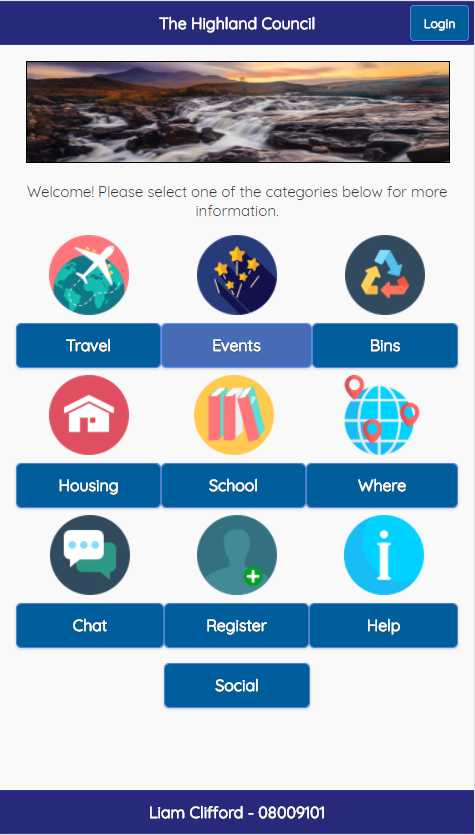 The Highland Council
Login
Welcome! Please select one of the categories below for more
information.
Travel
Events
Bins
Housing
School
Where
Chat
Register
Help
Social
Liam Clifford - 08009101